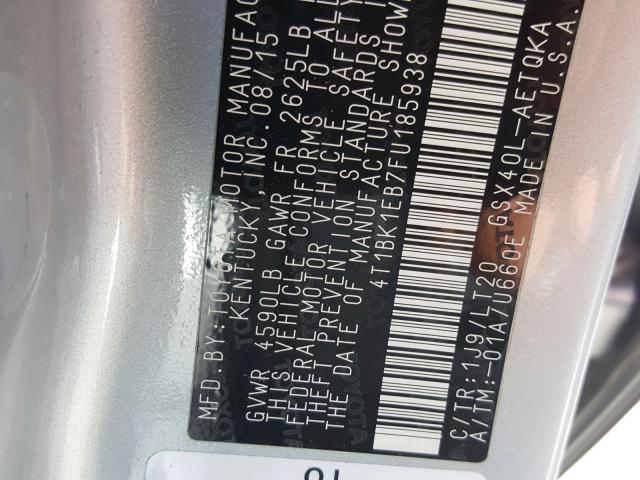 MFD. BY: TOYOTA MOTOR MANUFAC
KENTUCKY, INC. 08/15
GVWR 4590LB GAWR FR 2625LB
THIS VEHICLE CONFORMS TO ALL
FEDERAL MOTOR VEHICLE SAFETY
THEFT PREVENTION STANDARDS
THE DATE OF MANUFACTURE SHOW
4T1BK1EB7FU185938
C/TR:1J9/LT20 GSX40L-AETQKA
A/TM:-01A/U660E MADE IN U.S.A.